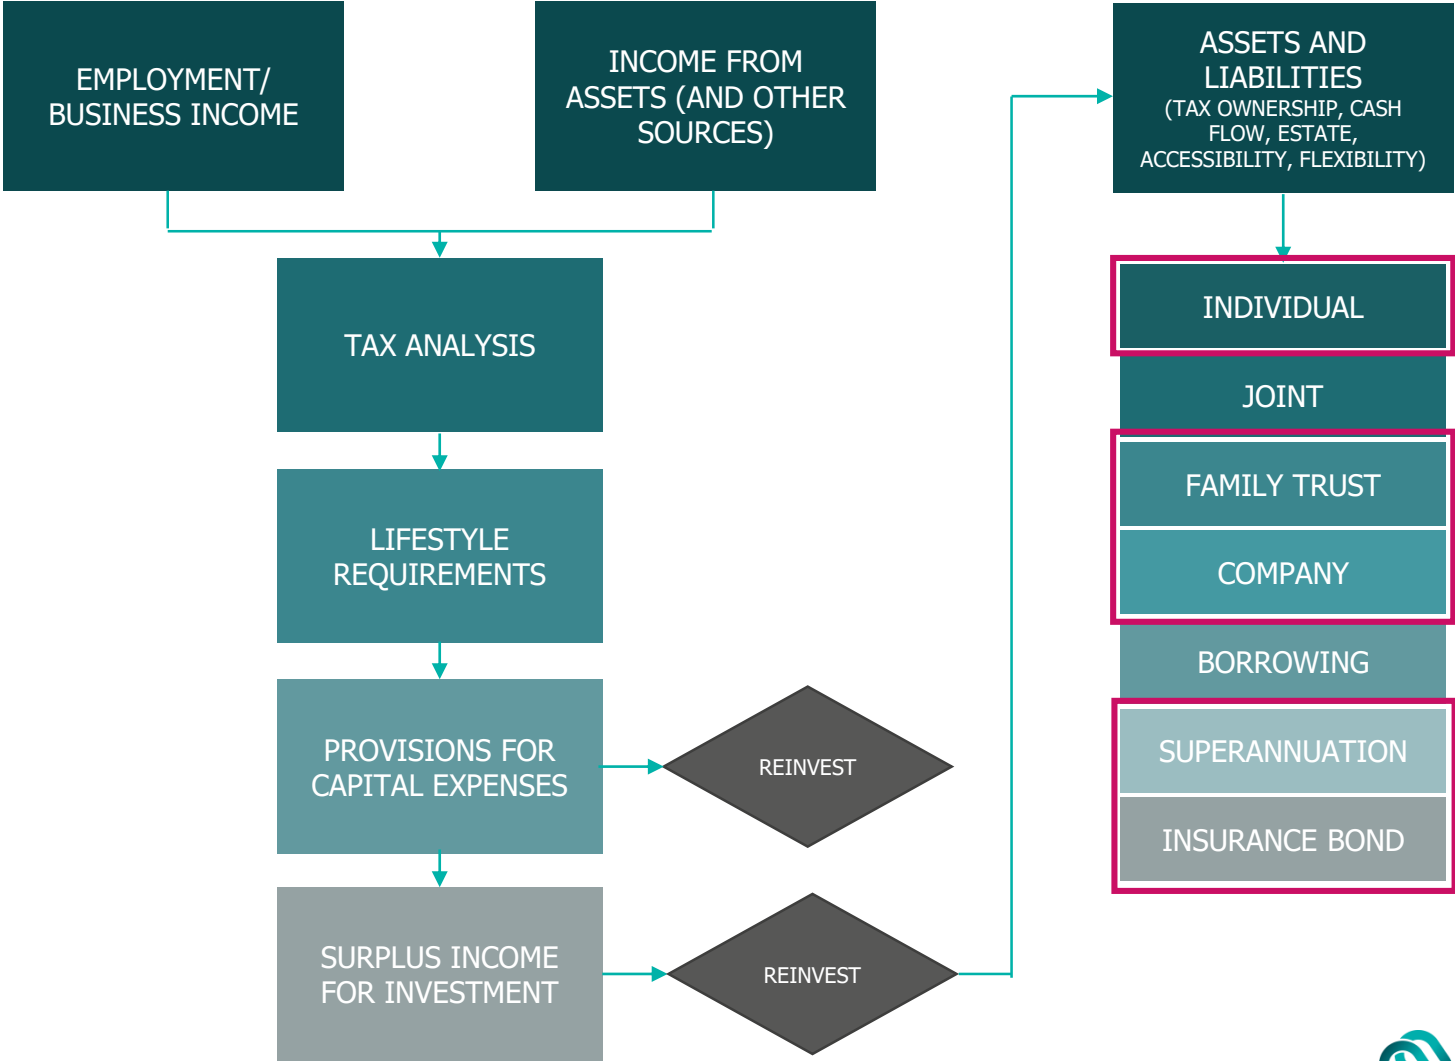 EMPLOYMENT/
BUSINESS INCOME
INCOME FROM
ASSETS (AND OTHER
SOURCES)
ASSETS AND
LIABILITIES
(TAX OWNERSHIP, CASH
FLOW, ESTATE,
ACCESSIBILITY, FLEXIBILITY)
TAX ANALYSIS
LIFESTYLE
REQUIREMENTS
PROVISIONS FOR
CAPITAL EXPENSES
REINVEST
SURPLUS INCOME
FOR INVESTMENT
REINVEST
INDIVIDUAL
JOINT
FAMILY TRUST
COMPANY
BORROWING
SUPERANNUATION
INSURANCE BOND